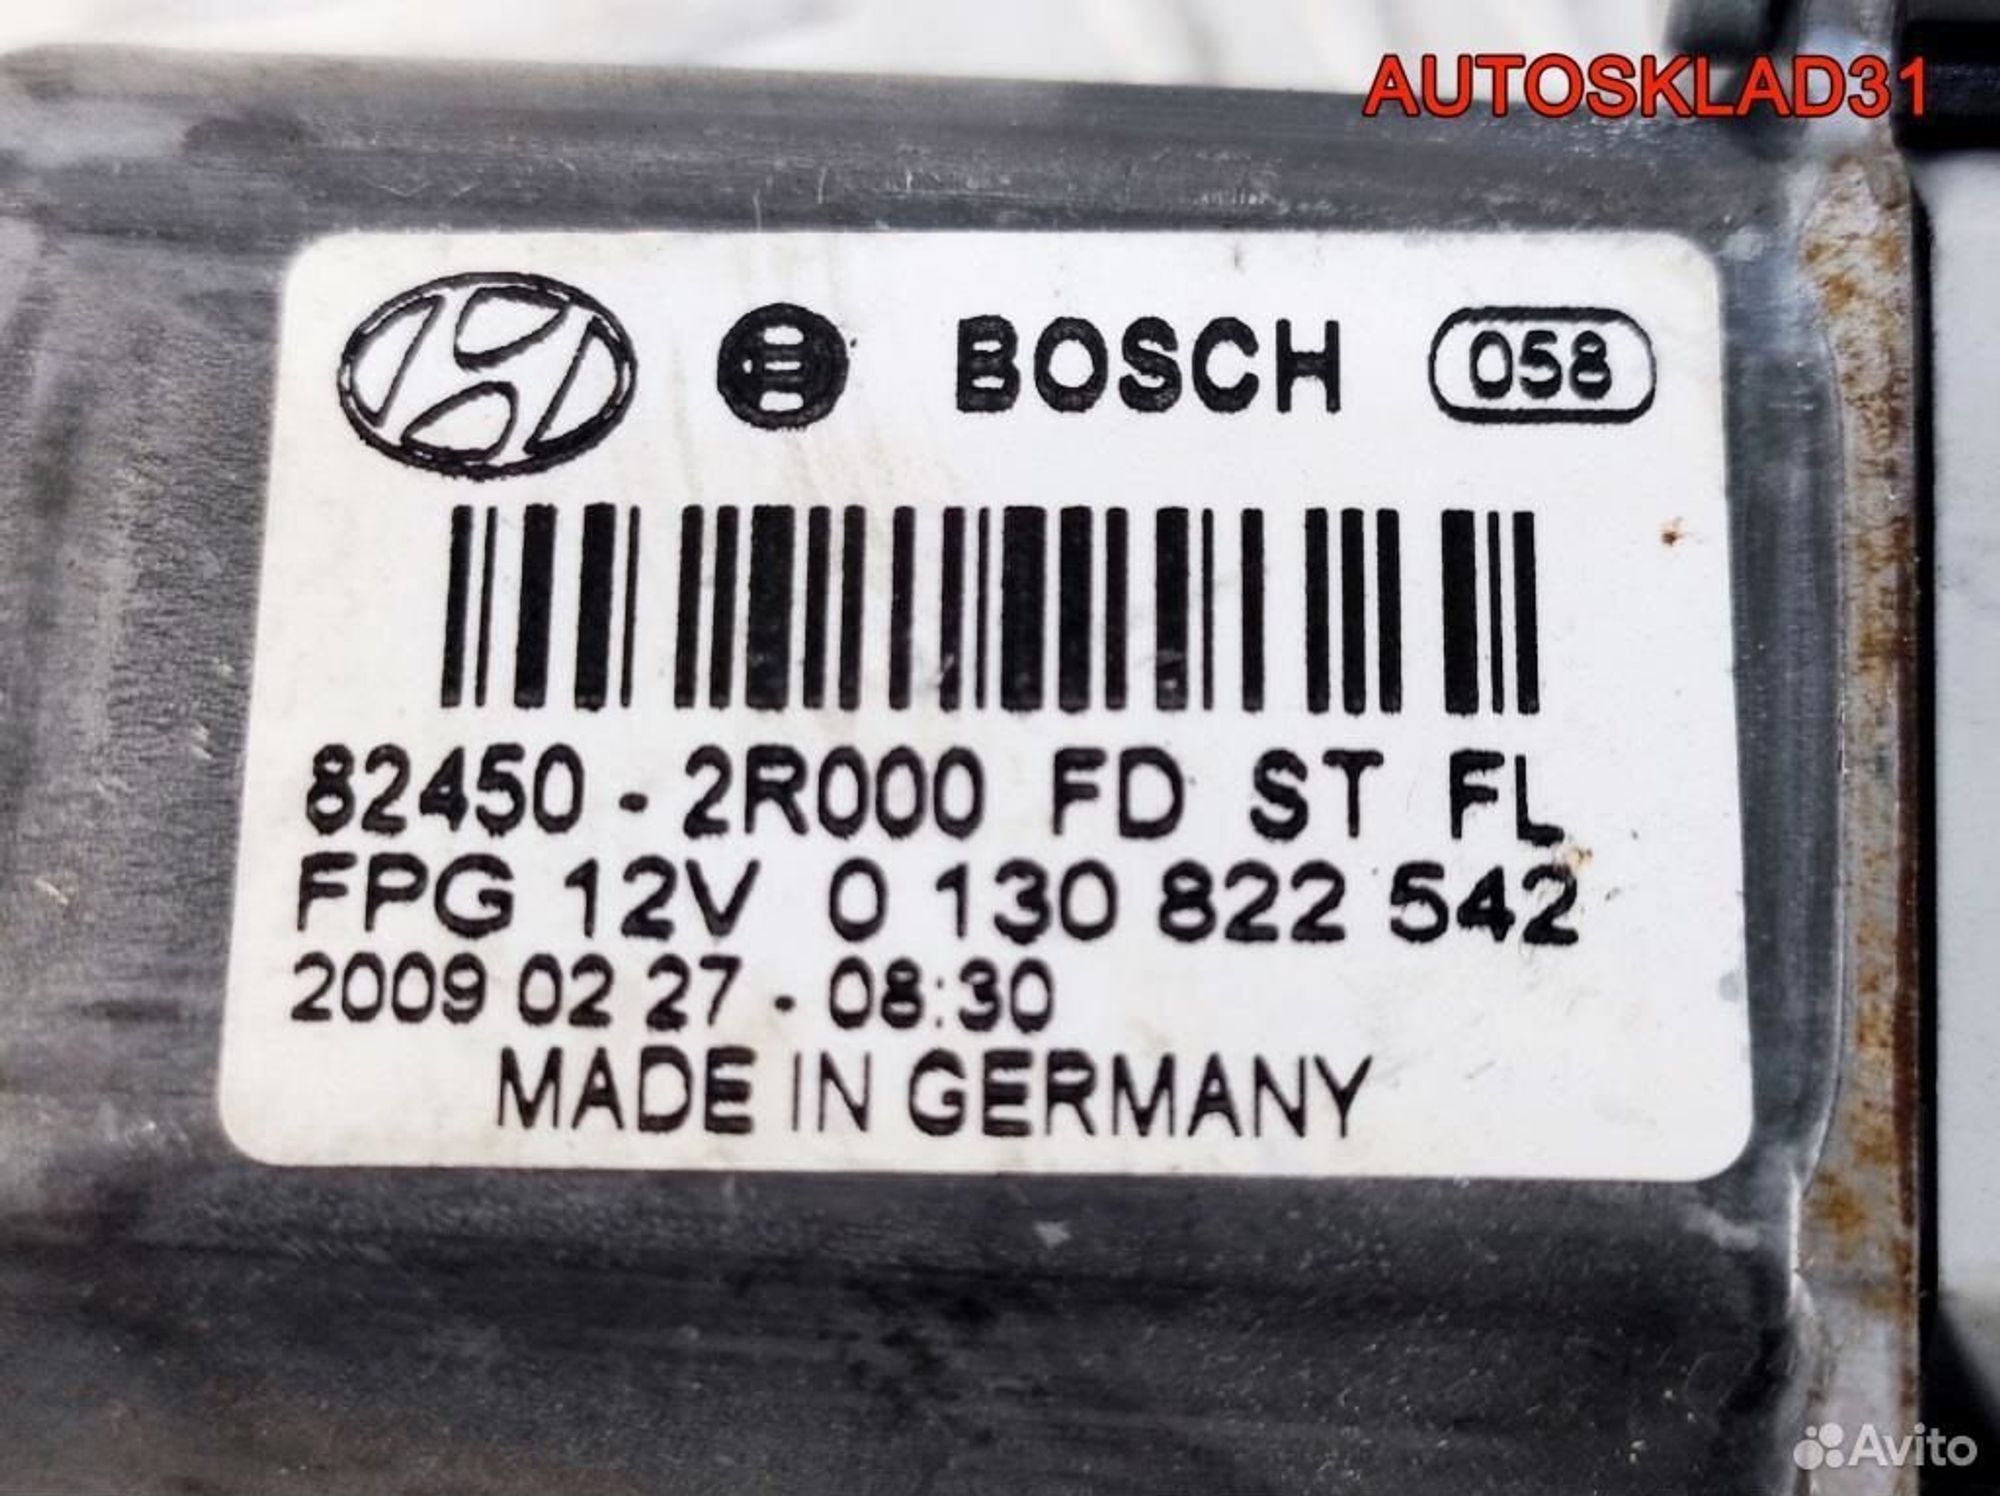 AUTOSKLAD31
BOSCH 058
82450-2R000 FD ST FL
FPG 12V 0 130 822 542
2009 02 27 - 08:30
MADE IN GERMANY
Avito